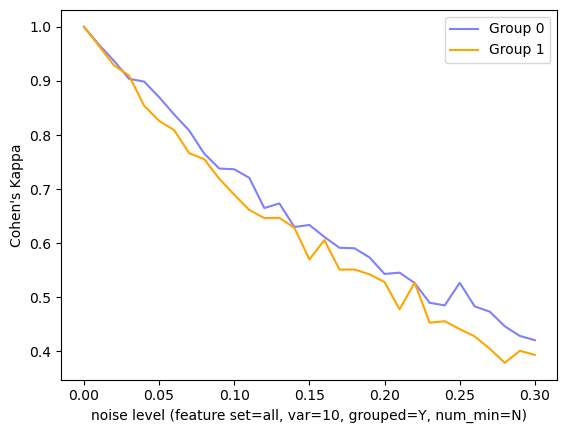 Group 0
Group 1
Cohen's Kappa
1.0
0.9
0.8
0.7
0.6
0.5
0.4
0.00 0.05 0.10 0.15 0.20 0.25 0.30
noise level (feature set=all, var=10, grouped=Y, num_min=N)